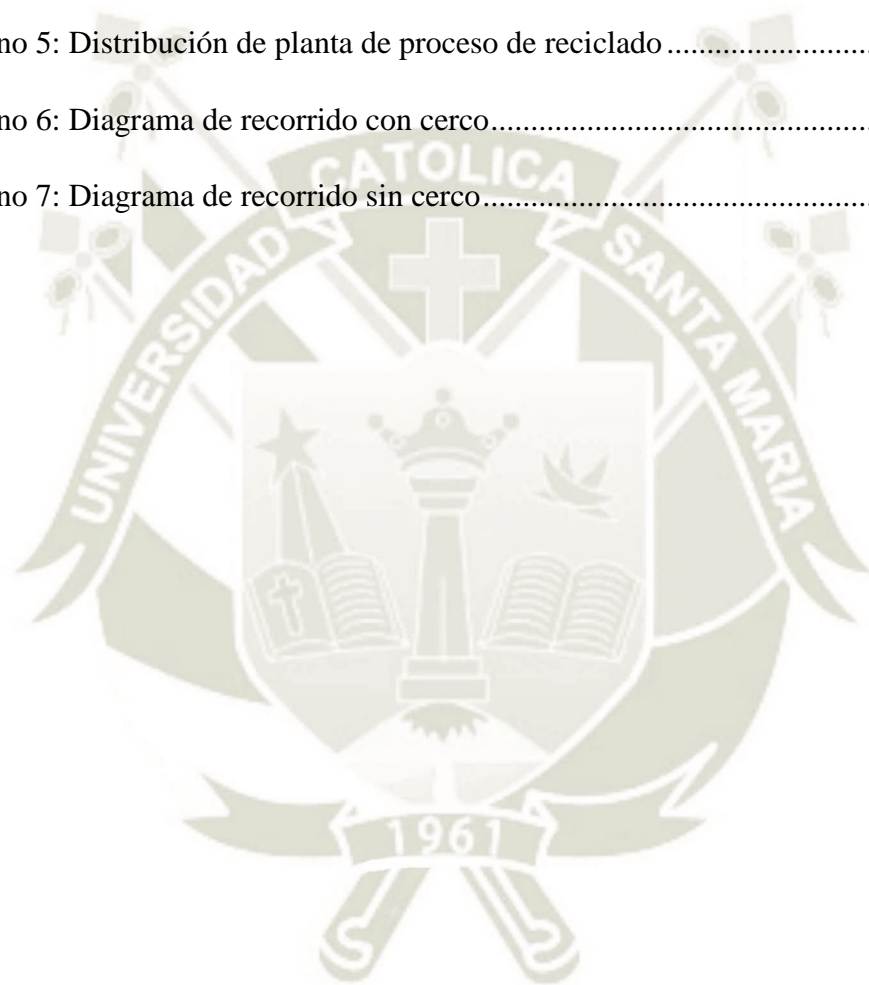 no 5: Distribución de planta de proceso de reciclado........................
no 6: Diagrama de recorrido con cerco................................................
no 7: Diagrama de recorrido sin cerco.................................................
CATOLICA
UNIVERSIDAD
SANTA MARIA
1961